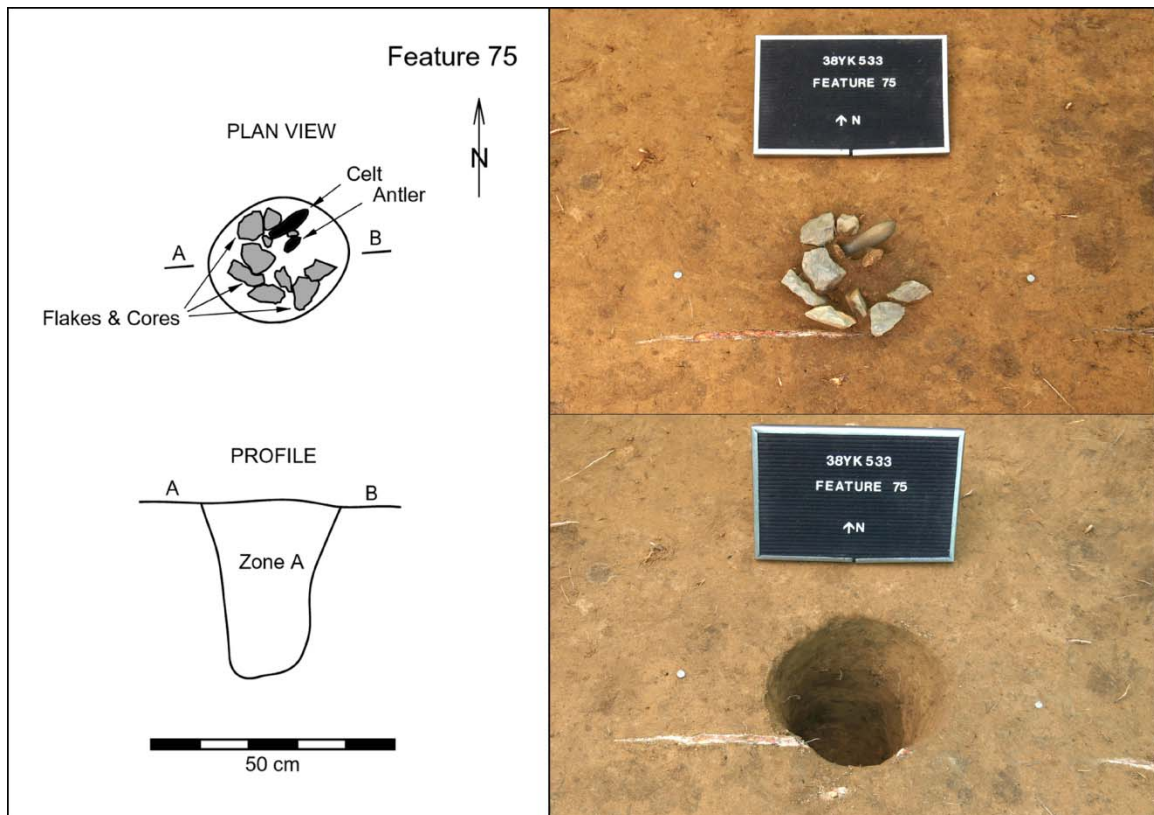 Feature 75
PLAN VIEW
N
Celt
Antler
A
B
Flakes & Cores
PROFILE
A
B
Zone A
50 cm
38YK533
FEATURE 75
↑ N
38YK533
FEATURE 75
↑N